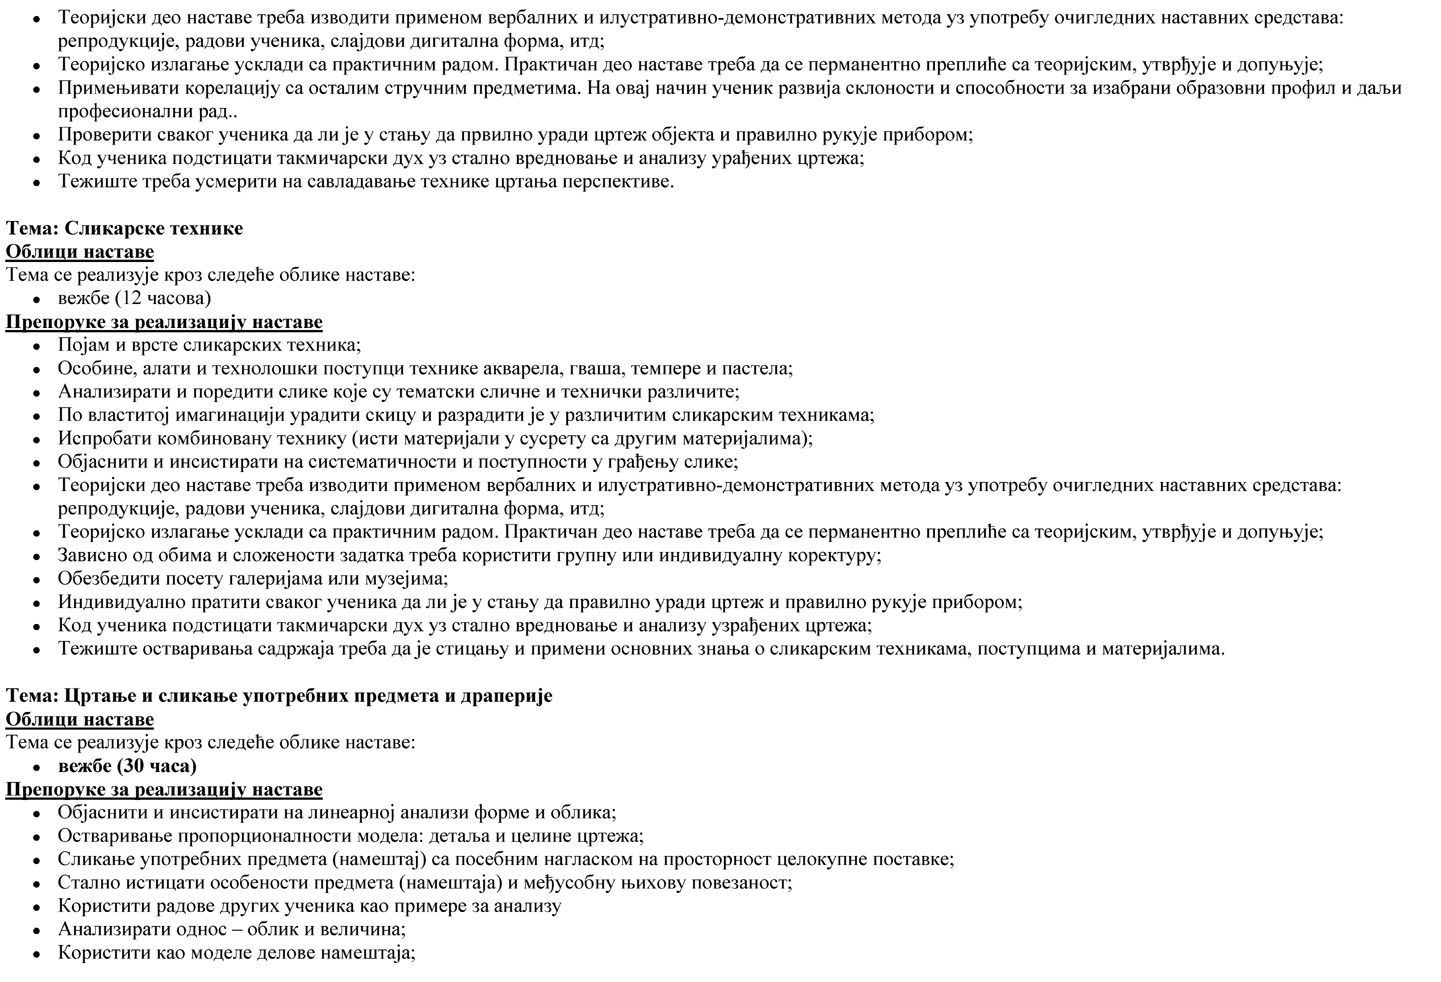 • Теоријски део наставе треба изводити применом вербалних и илустративно-демонстративних метода уз употребу очигледних наставних средстава:
репродукције, радови ученика, слајдови дигитална форма, итд;
• Теоријско излагање усклади са практичним радом. Практичан део наставе треба да се перманентно преплиће са теоријским, утврђује и допуњује;
• Примењивати корелацију са осталим стручним предметима. На овај начин ученик развија склоности и способности за изабрани образовни профил и даљи
професионални рад..
• Проверити сваког ученика да ли је у стању да првилно уради цртеж објекта и правилно рукује прибором;
• Код ученика подстицати такмичарски дух уз стално вредновање и анализу урађених цртежа;
• Тежиште треба усмерити на савладавање технике цртања перспективе.
Тема: Сликарске технике
Облици наставе
Тема се реализује кроз следеће облике наставе:
• вежбе (12 часова)
Препоруке за реализацију наставе
• Појам и врсте сликарских техника;
• Особине, алати и технолошки поступци технике акварела, гваша, темпере и пастела;
• Анализирати и поредити слике које су тематски сличне и технички различите;
• По властитој имагинацији урадити скицу и разрадити је у различитим сликарским техникама;
• Испробати комбиновану технику (исти материјали у сусрету са другим материјалима);
• Објаснити и инсистирати на систематичности и поступности у грађењу слике;
• Теоријски део наставе треба изводити применом вербалних и илустративно-демонстративних метода уз употребу очигледних наставних средстава:
репродукције, радови ученика, слајдови дигитална форма, итд;
• Теоријско излагање усклади са практичним радом. Практичан део наставе треба да се перманентно преплиће са теоријским, утврђује и допуњује;
• Зависно од обима и сложености задатка треба користити групну или индивидуалну коректуру;
• Обезбедити посету галеријама или музејима;
• Индивидуално пратити сваког ученика да ли је у стању да правилно уради цртеж и правилно рукује прибором;
• Код ученика подстицати такмичарски дух уз стално вредновање и анализу узрађених цртежа;
• Тежиште остваривања садржаја треба да је стицању и примени основних знања о сликарским техникама, поступцима и материјалима.
Тема: Цртање и сликање употребних предмета и драперије
Облици наставе
Тема се реализује кроз следеће облике наставе:
• вежбе (30 часа)
Препоруке за реализацију наставе
• Објаснити и инсистирати на линеарној анализи форме и облика;
• Остваривање пропорционалности модела: детаља и целине цртежа;
• Сликање употребних предмета (намештај) са посебним нагласком на просторност целокупне поставке;
• Стално истицати особености предмета (намештаја) и међусобну њихову повезаност;
• Користити радове других ученика као примере за анализу
• Анализирати однос – облик и величина;
• Користити као моделе делове намештаја;